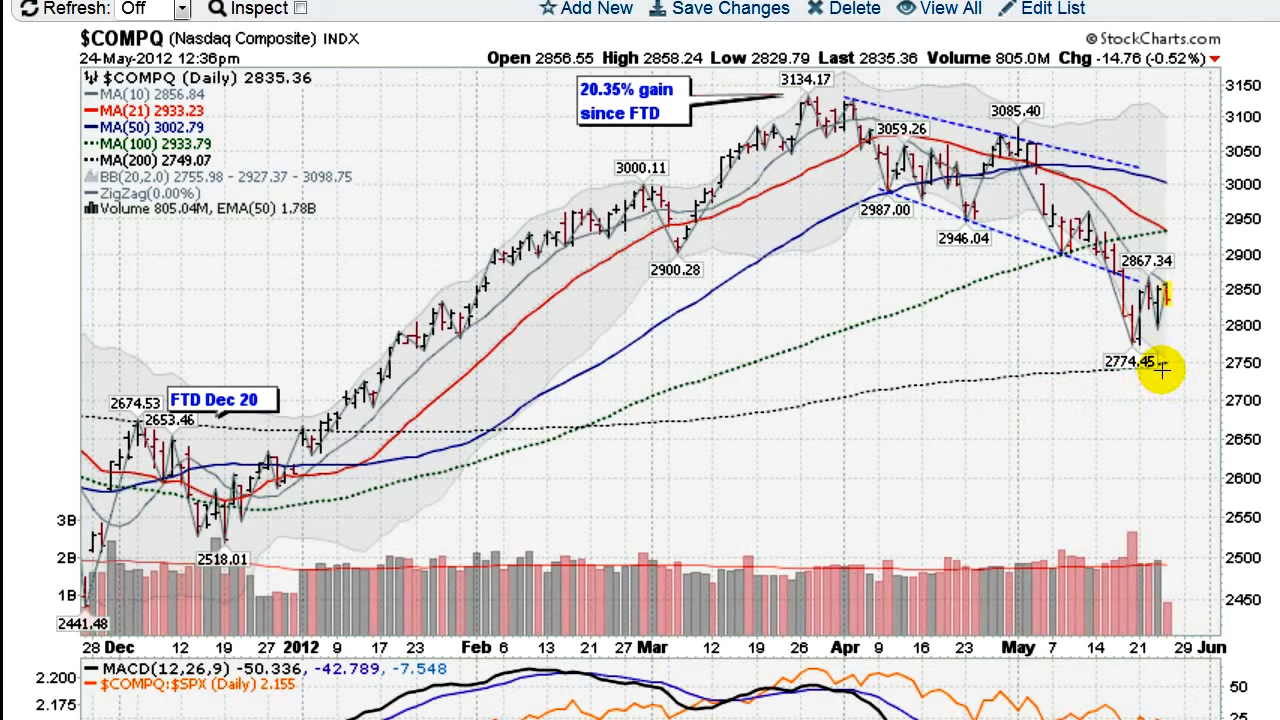 Refresh: Off Inspect Add New Save Changes Delete View All Edit List
$COMPQ (Nasdaq Composite) INDX © StockCharts.com
24-May-2012 12:36pm Open 2856.55 High 2858.24 Low 2829.79 Last 2835.36 Volume 805.0M Chg -14.76 (-0.52%)
$COMPQ (Daily) 2835.36
MA(10) 2856.84
MA(21) 2933.23
MA(50) 3002.79
MA(100) 2933.79
MA(200) 2749.07
BB(20,2.0) 2755.98 - 2927.37 - 3098.75
ZigZag(0.00%)
Volume 805.04M, EMA(50) 1.78B
20.35% gain
since FTD
3134.17
3085.40
3059.26
3000.11
2987.00
2946.04
2900.28
2867.34
2774.45
FTD Dec 20
2674.53
2653.46
2518.01
2441.48
3150
3100
3050
3000
2950
2900
2850
2800
2750
2700
2650
2600
2550
2500
2450
3B
2B
1B
28 Dec 12 19 27 2012 9 17 23 Feb 6 13 21 27 Mar 12 19 26 Apr 9 16 23 May 7 14 21 29 Jun
MACD(12,26,9) -50.336, -42.789, -7.548
$COMPQ:$SPX (Daily) 2.155
2.200
2.175
50
25